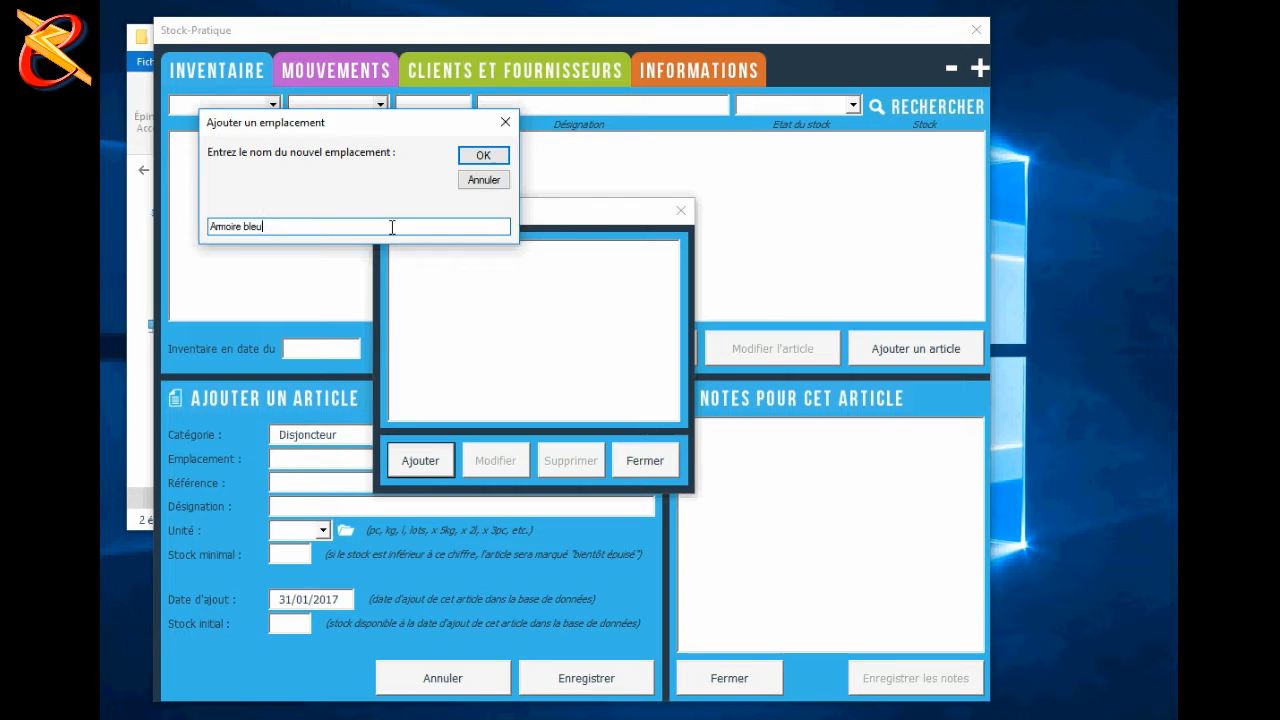 Stock-Pratique
Fich
INVENTAIRE
MOUVEMENTS
CLIENTS ET FOURNISSEURS
INFORMATIONS
- +
RECHERCHER
Épin
Acc
Désignation
Etat du stock
Stock
Ajouter un emplacement
Entrez le nom du nouvel emplacement :
OK
Annuler
Armoire bleu
Inventaire en date du
Modifier l'article
Ajouter un article
AJOUTER UN ARTICLE
NOTES POUR CET ARTICLE
Catégorie :
Disjoncteur
Emplacement :
Ajouter
Modifier
Supprimer
Fermer
Référence :
Désignation :
2 é
Unité :
(pc, kg, l, lots, x 5kg, x 2l, x 3pc, etc.)
Stock minimal :
(si le stock est inférieur à ce chiffre, l'article sera marqué "bientôt épuisé")
Date d'ajout :
31/01/2017
(date d'ajout de cet article dans la base de données)
Stock initial :
(stock disponible à la date d'ajout de cet article dans la base de données)
Annuler
Enregistrer
Fermer
Enregistrer les notes